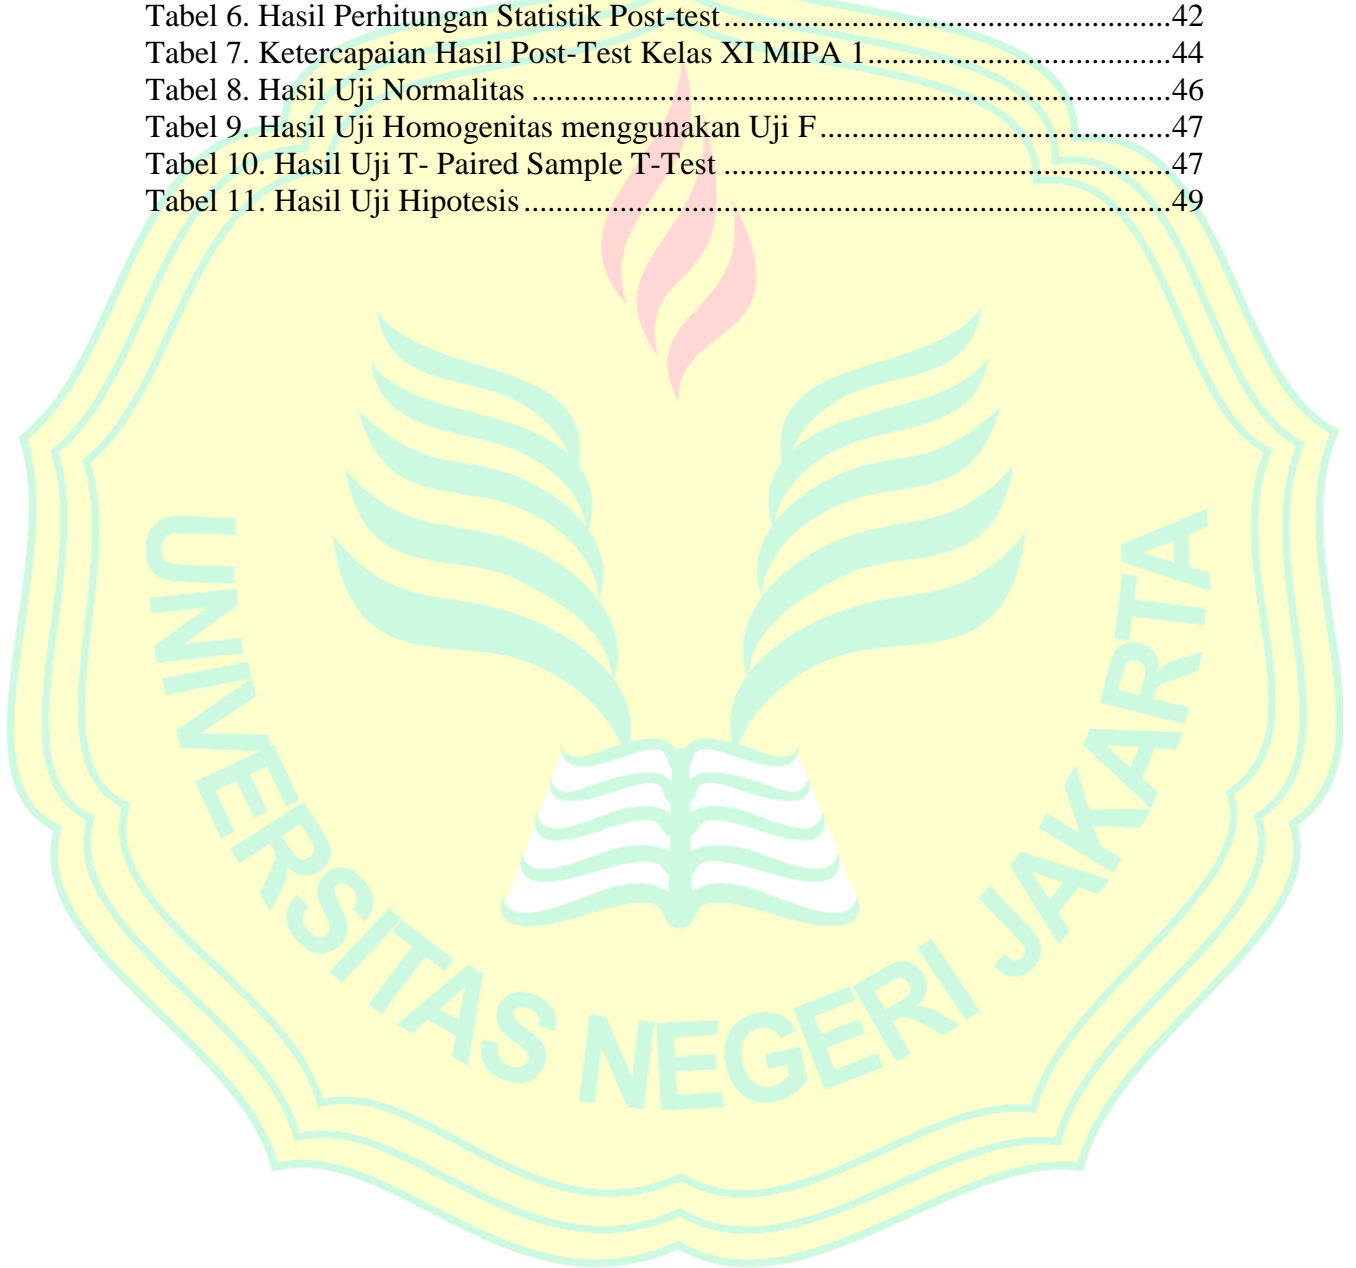 Tabel 6. Hasil Perhitungan Statistik Post-test........................................................42
Tabel 7. Ketercapaian Hasil Post-Test Kelas XI MIPA 1......................................44
Tabel 8. Hasil Uji Normalitas ................................................................................46
Tabel 9. Hasil Uji Homogenitas menggunakan Uji F............................................47
Tabel 10. Hasil Uji T- Paired Sample T-Test ........................................................47
Tabel 11. Hasil Uji Hipotesis.................................................................................49
UNIVERSITAS NEGERI JAKARTA